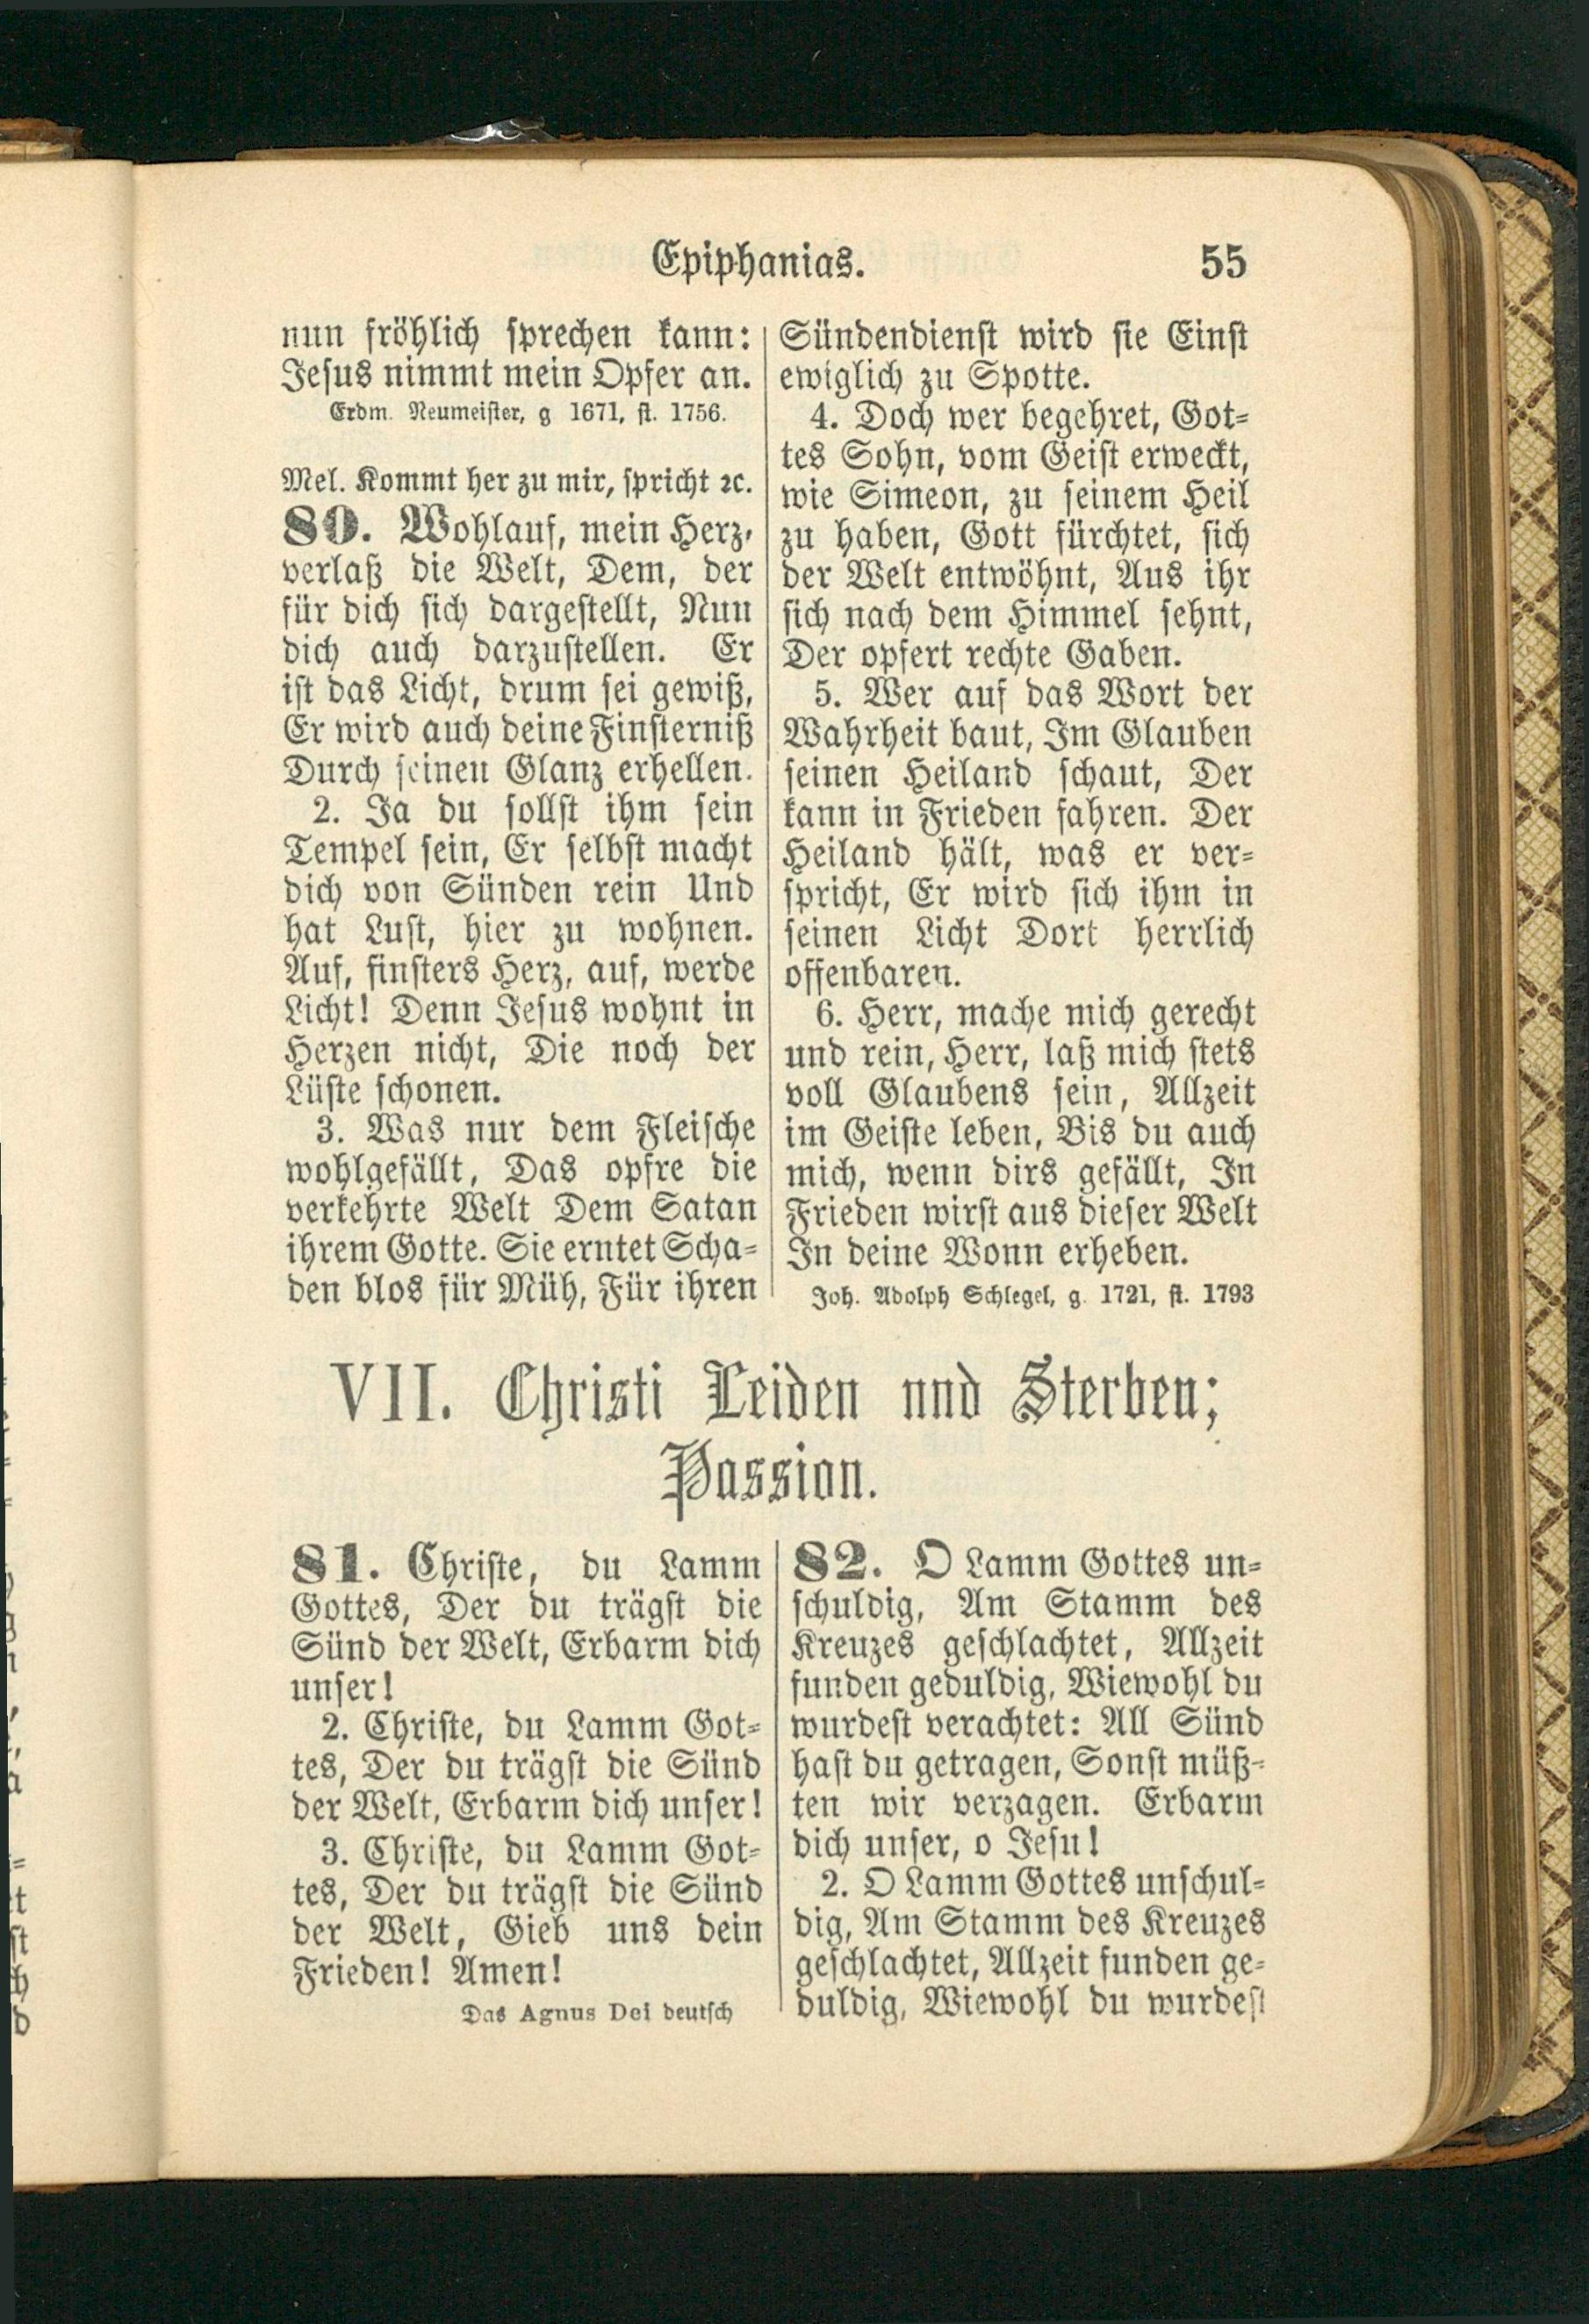 Epiphanias. 55
nun fröhlich sprechen kann:
Jesus nimmt mein Opfer an.
Erdm. Neumeister, g 1671, st. 1756.
Mel. Kommt her zu mir, spricht ꝛc.
80. Wohlauf, mein Herz,
verlaß die Welt, Dem, der
für dich sich dargestellt, Nun
dich auch darzustellen. Er
ist das Licht, drum sei gewiß,
Er wird auch deine Finsterniß
Durch seinen Glanz erhellen.
2. Ja du sollst ihm sein
Tempel sein, Er selbst macht
dich von Sünden rein Und
hat Lust, hier zu wohnen.
Auf, finsters Herz, auf, werde
Licht! Denn Jesus wohnt in
Herzen nicht, Die noch der
Lüste schonen.
3. Was nur dem Fleische
wohlgefällt, Das opfre die
verkehrte Welt Dem Satan
ihrem Gotte. Sie erntet Scha-
den blos für Müh, Für ihren
Sündendienst wird sie Einst
ewiglich zu Spotte.
4. Doch wer begehret, Got-
tes Sohn, vom Geist erweckt,
wie Simeon, zu seinem Heil
zu haben, Gott fürchtet, sich
der Welt entwöhnt, Aus ihr
sich nach dem Himmel sehnt,
Der opfert rechte Gaben.
5. Wer auf das Wort der
Wahrheit baut, Im Glauben
seinen Heiland schaut, Der
kann in Frieden fahren. Der
Heiland hält, was er ver-
spricht, Er wird sich ihm in
seinen Licht Dort herrlich
offenbaren.
6. Herr, mache mich gerecht
und rein, Herr, laß mich stets
voll Glaubens sein, Allzeit
im Geiste leben, Bis du auch
mich, wenn dirs gefällt, In
Frieden wirst aus dieser Welt
In deine Wonn erheben.
Joh. Adolph Schlegel, g. 1721, st. 1793
VII. Christi Leiden nnd Sterben;
Passion.
81. Christe, du Lamm
Gottes, Der du trägst die
Sünd der Welt, Erbarm dich
unser!
2. Christe, du Lamm Got-
tes, Der du trägst die Sünd
der Welt, Erbarm dich unser!
3. Christe, du Lamm Got-
tes, Der du trägst die Sünd
der Welt, Gieb uns dein
Frieden! Amen!
Das Agnus Dei deutsch
82. O Lamm Gottes un-
schuldig, Am Stamm des
Kreuzes geschlachtet, Allzeit
funden geduldig, Wiewohl du
wurdest verachtet: All Sünd
hast du getragen, Sonst müß-
ten wir verzagen. Erbarm
dich unser, o Jesu!
2. O Lamm Gottes unschul-
dig, Am Stamm des Kreuzes
geschlachtet, Allzeit funden ge-
duldig, Wiewohl du wurdest